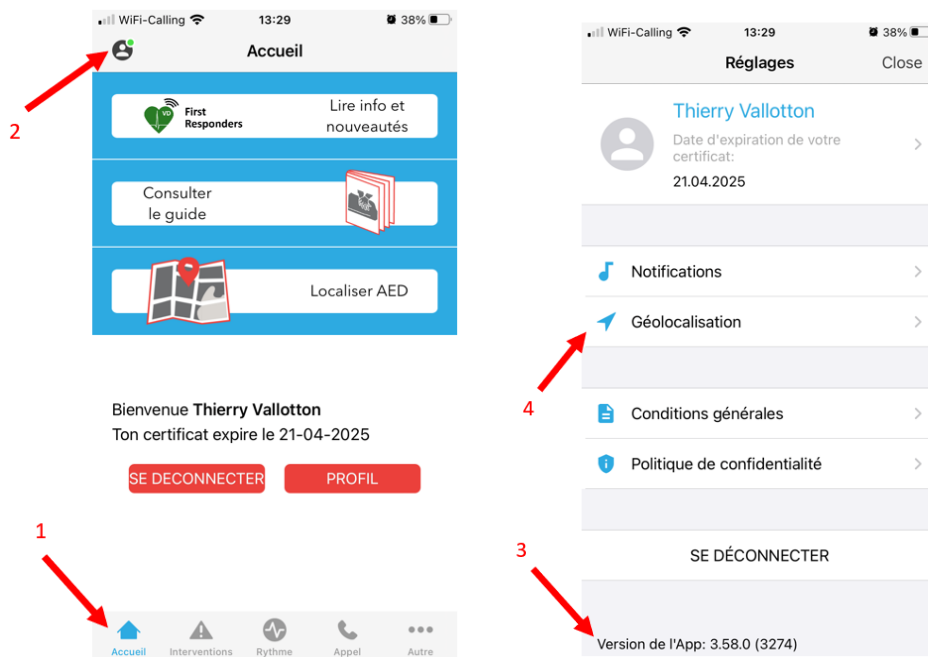 WiFi-Calling 13:29 38%
Accueil
2
VD
First
Responders
Lire info et
nouveautés
Consulter
le guide
Localiser AED
Bienvenue Thierry Vallotton
Ton certificat expire le 21-04-2025
SE DECONNECTER
PROFIL
1
Accueil
Interventions
Rythme
Appel
Autre
WiFi-Calling 13:29 38%
Réglages
Close
Thierry Vallotton
Date d'expiration de votre
certificat:
21.04.2025
Notifications
Géolocalisation
4
Conditions générales
Politique de confidentialité
SE DÉCONNECTER
3
Version de l'App: 3.58.0 (3274)